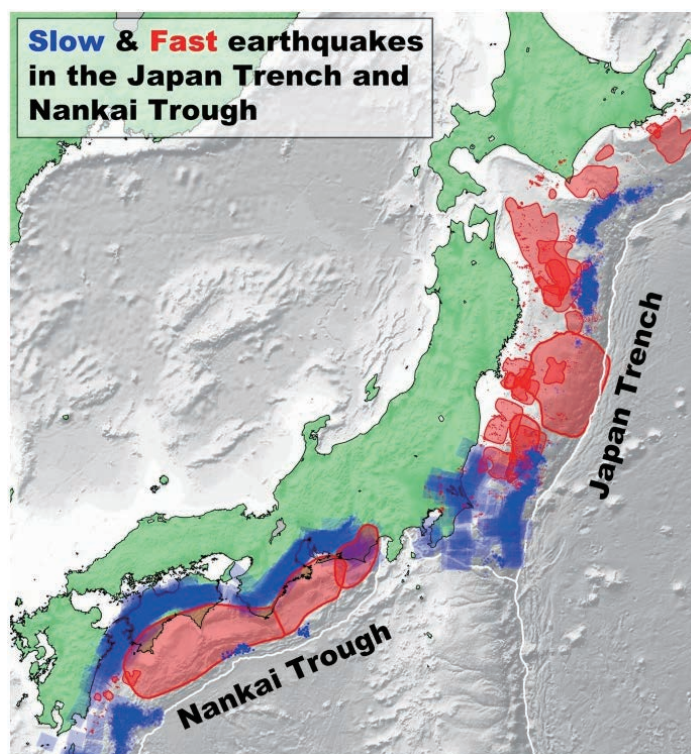 Slow & Fast earthquakes
in the Japan Trench and
Nankai Trough
Japan Trench
Nankai Trough